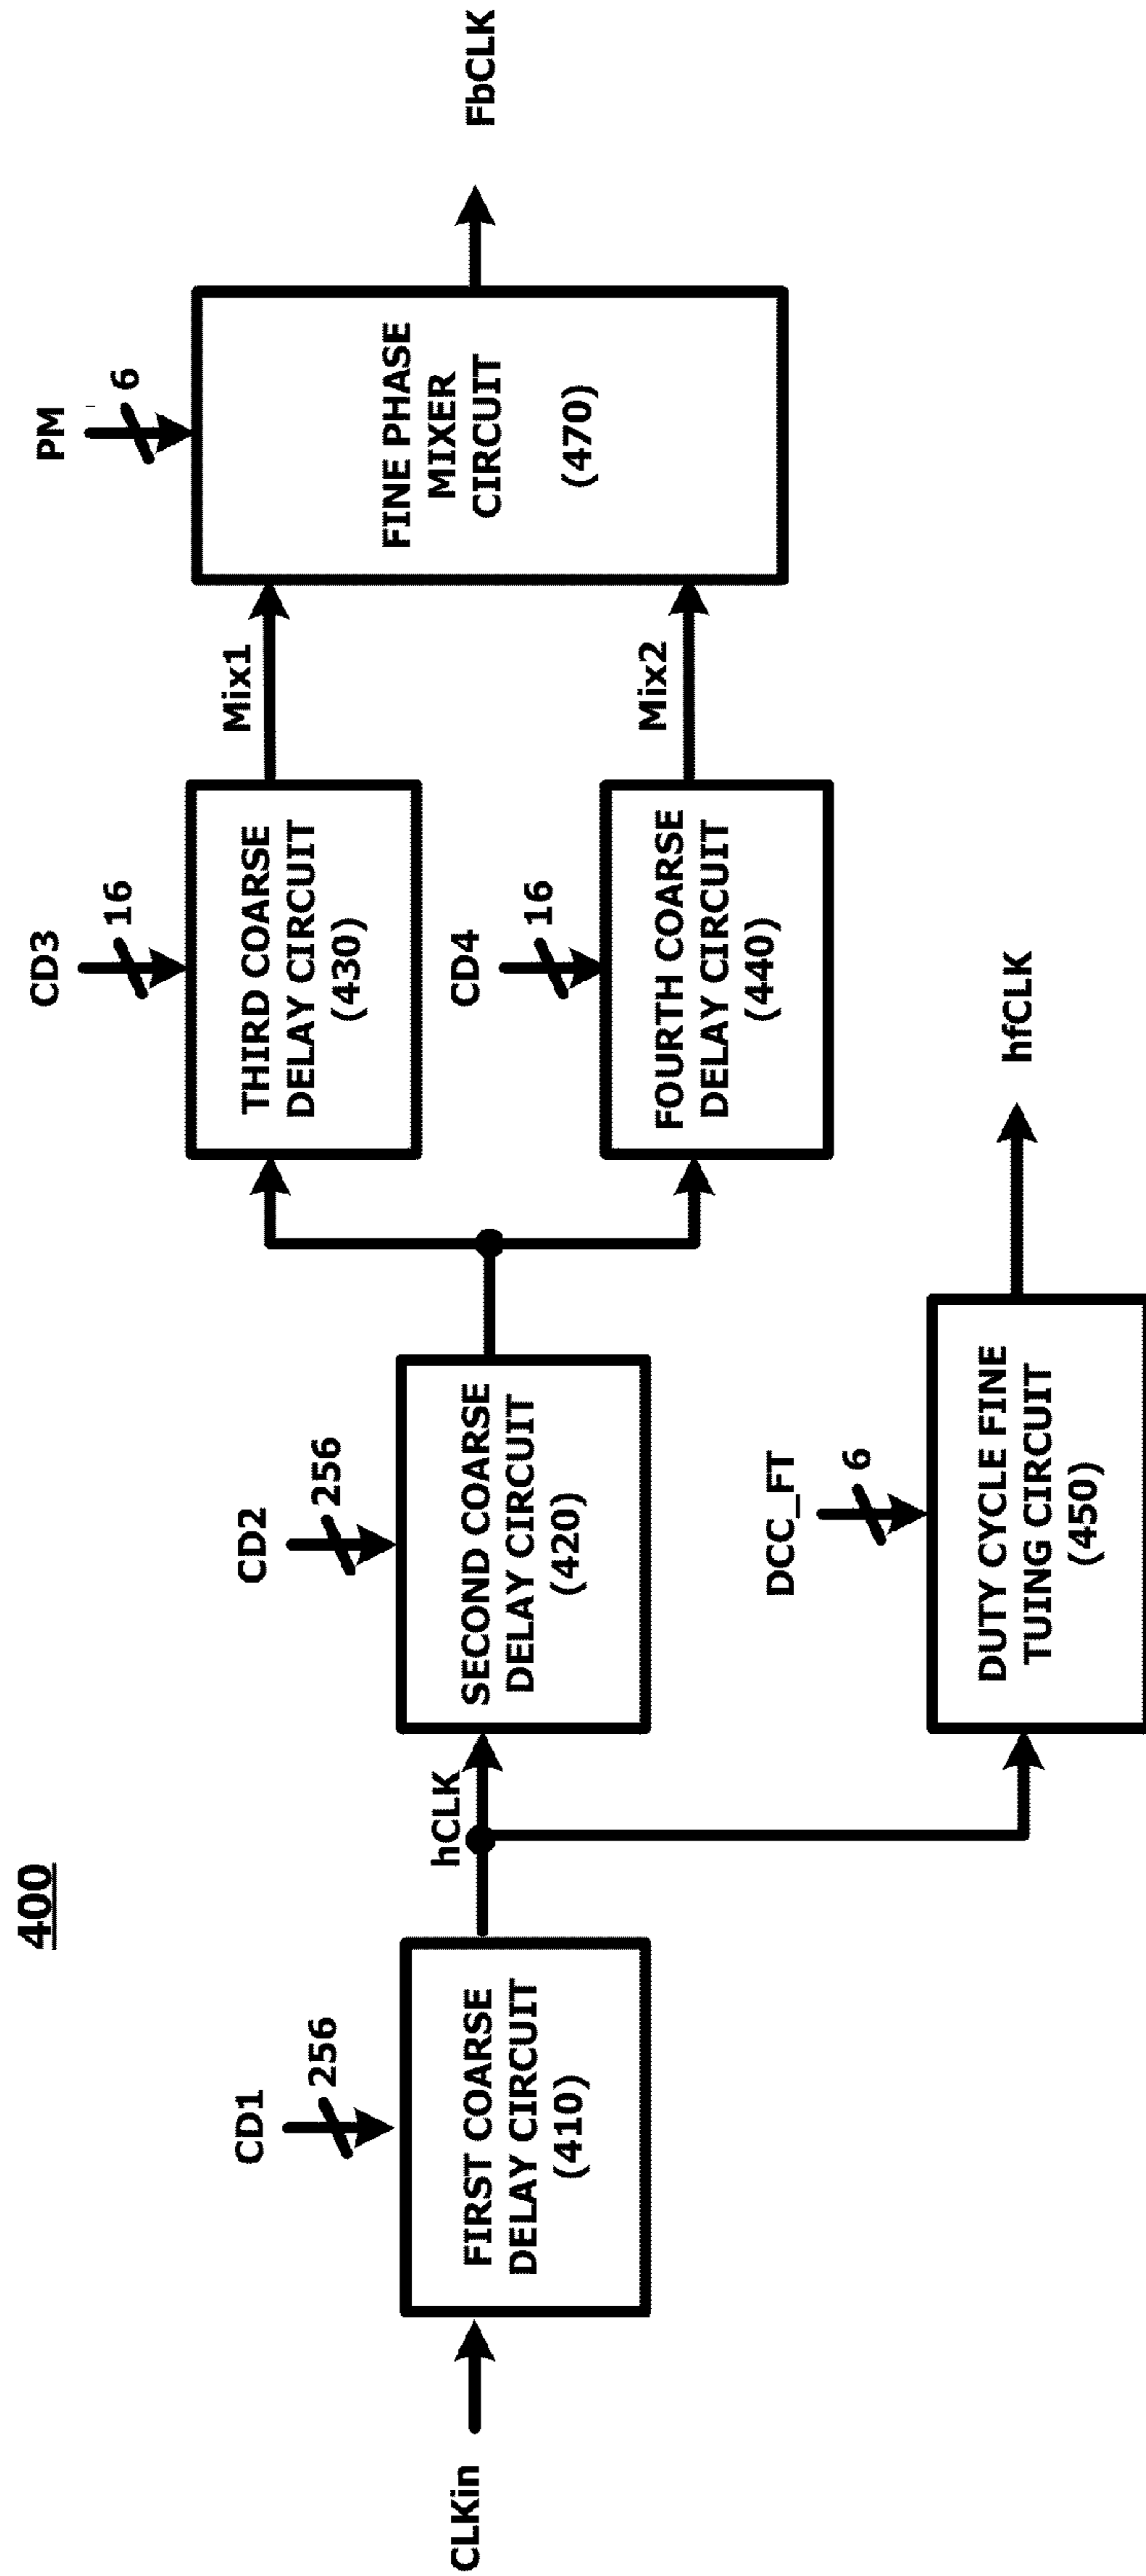 400
CLKin
CD1
256
FIRST COARSE
DELAY CIRCUIT
(410)
hCLK
CD2
256
SECOND COARSE
DELAY CIRCUIT
(420)
CD3
16
THIRD COARSE
DELAY CIRCUIT
(430)
Mix1
CD4
16
FOURTH COARSE
DELAY CIRCUIT
(440)
Mix2
PM
6
FINE PHASE
MIXER
CIRCUIT
(470)
FbCLK
DCC_FT
6
DUTY CYCLE FINE
TUING CIRCUIT
(450)
hfCLK